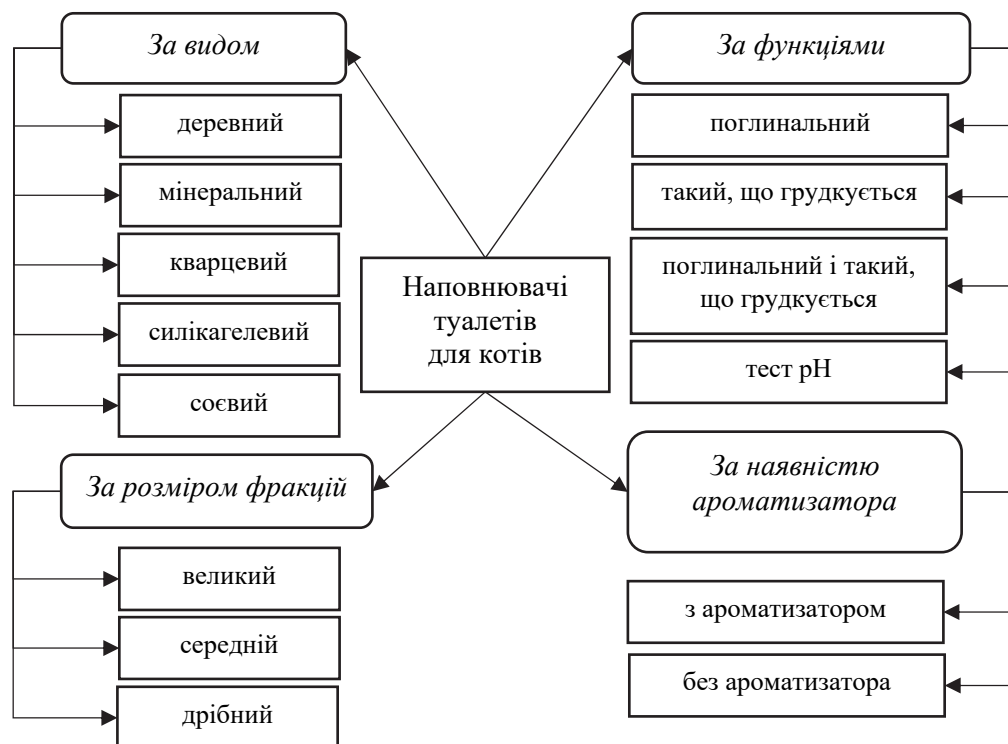 За видом
деревний
мінеральний
кварцевий
силікагелевий
соєвий
За функціями
поглинальний
такий, що грудкується
поглинальний і такий,
що грудкується
тест pH
Наповнювачі
туалетів
для котів
За розміром фракцій
великий
середній
дрібний
За наявністю
ароматизатора
з ароматизатором
без ароматизатора